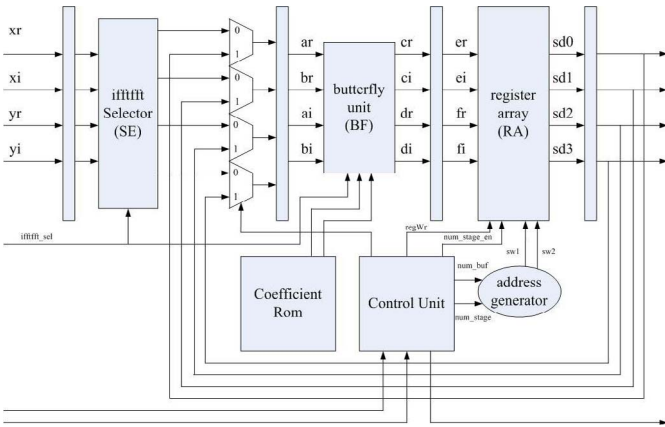 xr
xi
yr
yi
ifftfft
Selector
(SE)
0
1
0
1
0
1
0
1
ar
br
ai
bi
butterfly
unit
(BF)
cr
ci
dr
di
er
ei
fr
fi
register
array
(RA)
sd0
sd1
sd2
sd3
ifftfft_sel
regWr
num_stage_en
sw1
sw2
Coefficient
Rom
Control Unit
num_buf
num_stage
address
generator